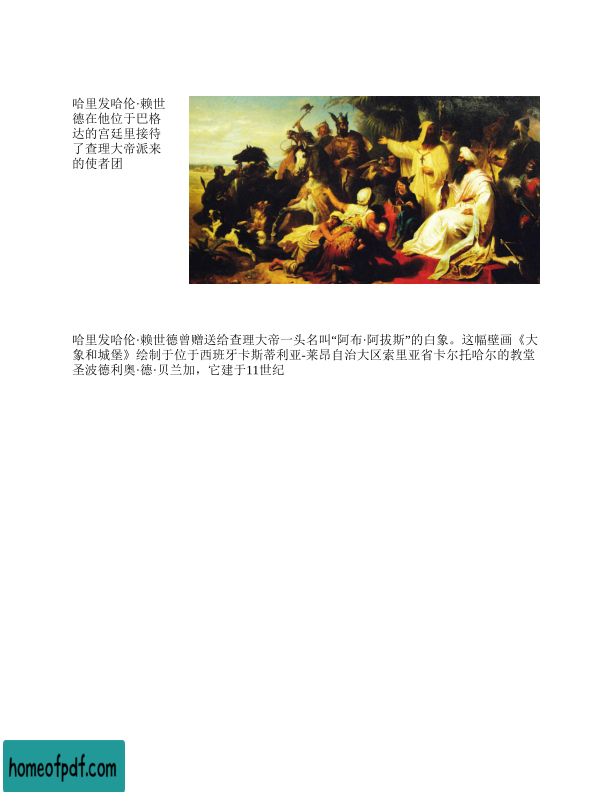 哈里发哈伦·赖世
德在他位于巴格
达的宫廷里接待
了查理大帝派来
的使者团
哈里发哈伦·赖世德曾赠送给查理大帝一头名叫“阿布·阿拔斯”的白象。这幅壁画《大
象和城堡》绘制于位于西班牙卡斯蒂利亚-莱昂自治大区索里亚省卡尔托哈尔的教堂
圣波德利奥·德·贝兰加，它建于11世纪
homeofpdf.com